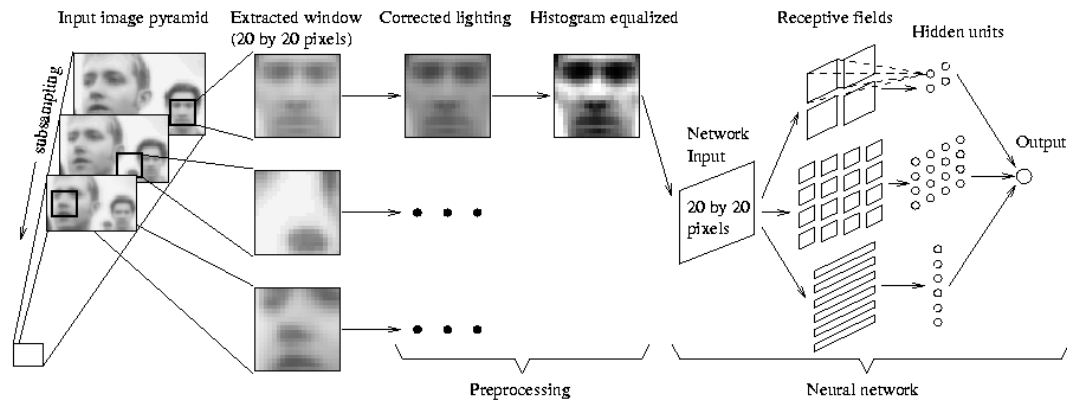 Input image pyramid
Extracted window
(20 by 20 pixels)
Corrected lighting
Histogram equalized
Receptive fields
Hidden units
subsampling
Network
Input
Output
20 by 20
pixels
Preprocessing
Neural network